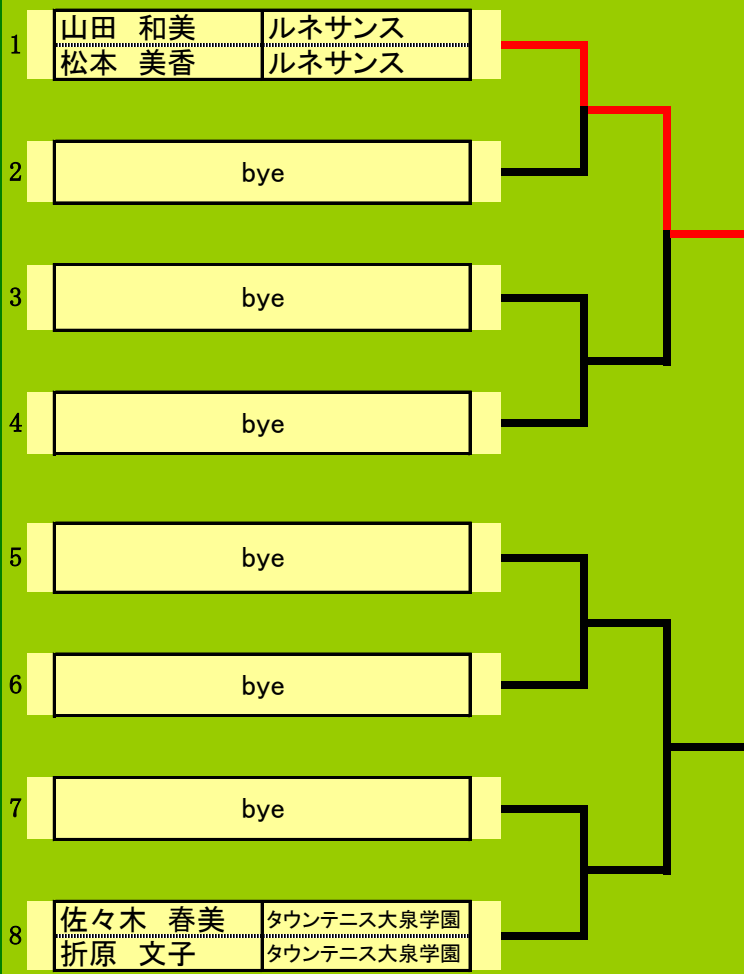 1 山田 和美 ルネサンス
松本 美香 ルネサンス
2 bye
3 bye
4 bye
5 bye
6 bye
7 bye
8 佐々木 春美 タウンテニス大泉学園
折原 文子 タウンテニス大泉学園